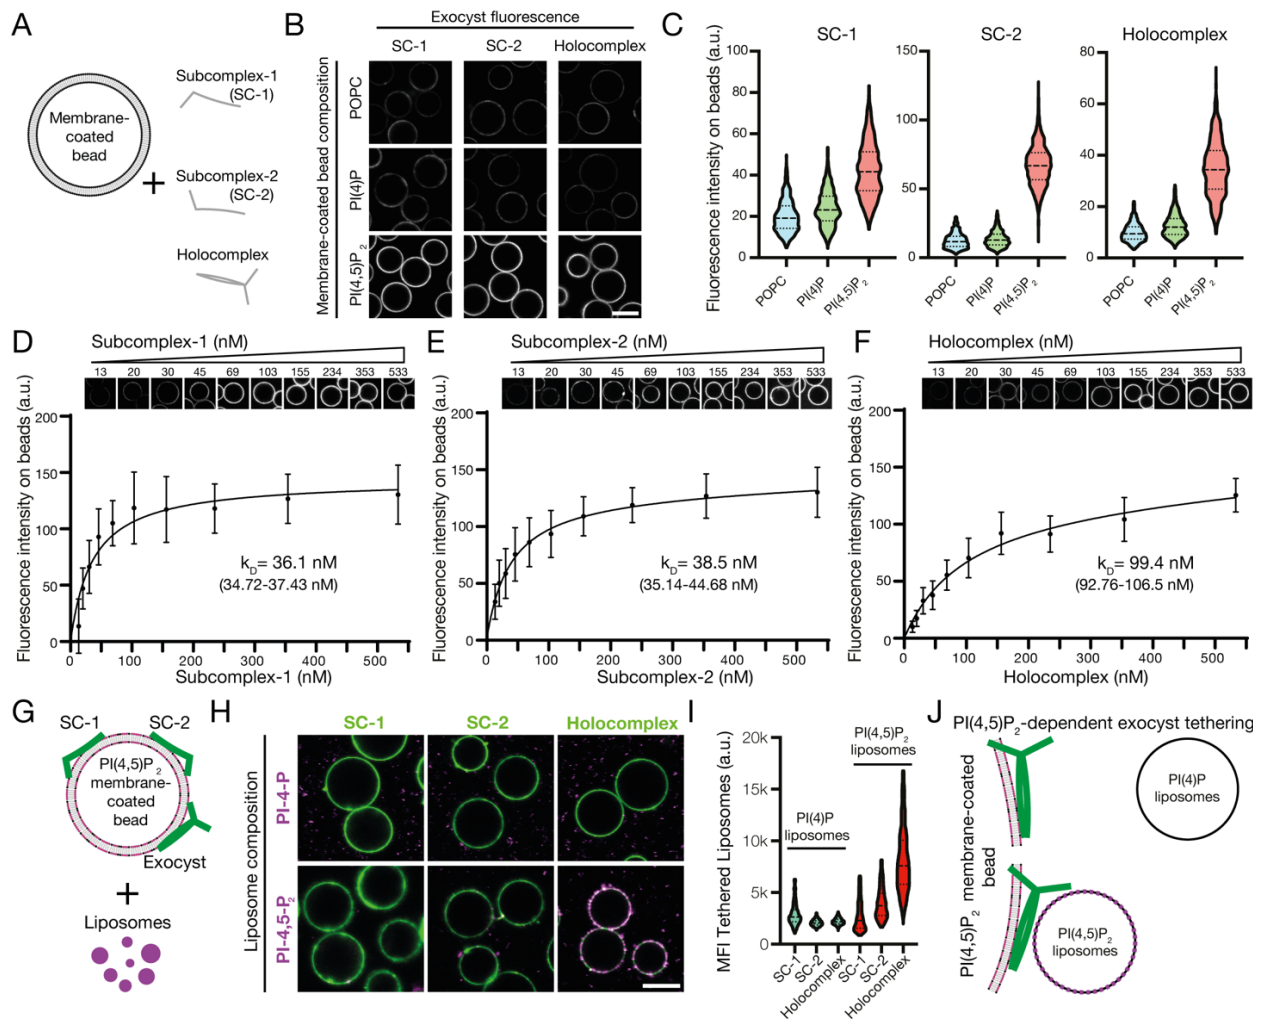 A
Membrane-
coated
bead
+
Subcomplex-1
(SC-1)
Subcomplex-2
(SC-2)
Holocomplex
B
Exocyst fluorescence
SC-1 SC-2 Holocomplex
Membrane-coated bead composition
POPC
PI(4)P
PI(4,5)P2
C
SC-1 SC-2 Holocomplex
Fluorescence intensity on beads (a.u.)
100
80
60
40
20
0
POPC PI(4)P PI(4,5)P2
150
100
50
0
POPC PI(4)P PI(4,5)P2
80
60
40
20
0
POPC PI(4)P PI(4,5)P2
D
Subcomplex-1 (nM)
13 20 30 45 69 103 155 234 353 533
Fluorescence intensity on beads (a.u.)
200
150
100
50
0
kD= 36.1 nM
(34.72-37.43 nM)
0 100 200 300 400 500
Subcomplex-1 (nM)
E
Subcomplex-2 (nM)
13 20 30 45 69 103 155 234 353 533
Fluorescence intensity on beads (a.u.)
200
150
100
50
0
kD= 38.5 nM
(35.14-44.68 nM)
0 100 200 300 400 500
Subcomplex-2 (nM)
F
Holocomplex (nM)
13 20 30 45 69 103 155 234 353 533
Fluorescence intensity on beads (a.u.)
200
150
100
50
0
kD= 99.4 nM
(92.76-106.5 nM)
0 100 200 300 400 500
Holocomplex (nM)
G
SC-1 SC-2
PI(4,5)P2
membrane-
coated
bead
Exocyst
+
Liposomes
H
SC-1 SC-2 Holocomplex
Liposome composition
PI-4-P
PI-4,5-P2
I
MFI Tethered Liposomes (a.u.)
20k
15k
10k
5k
0
PI(4)P
liposomes
PI(4,5)P2
liposomes
SC-1 SC-2 Holocomplex SC-1 SC-2 Holocomplex
J
PI(4,5)P2-dependent exocyst tethering
PI(4,5)P2 membrane-coated
bead
PI(4)P
liposomes
PI(4,5)P2
liposomes